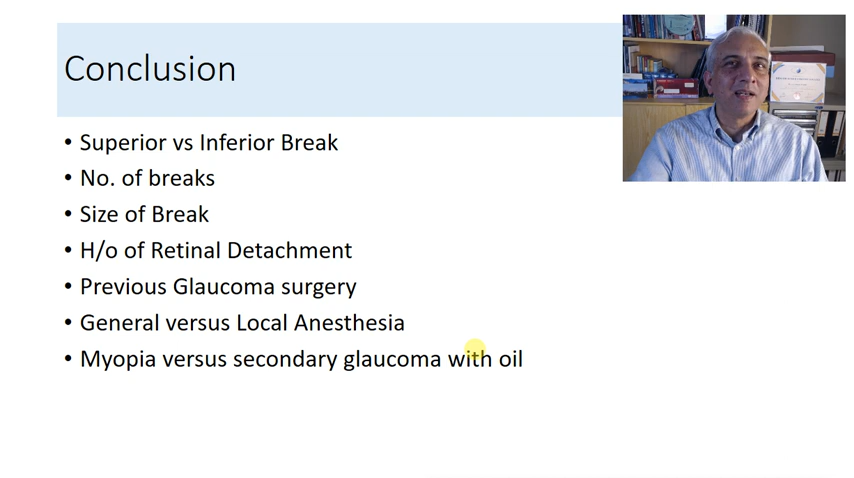 Conclusion
• Superior vs Inferior Break
• No. of breaks
• Size of Break
• H/o of Retinal Detachment
• Previous Glaucoma surgery
• General versus Local Anesthesia
• Myopia versus secondary glaucoma with oil